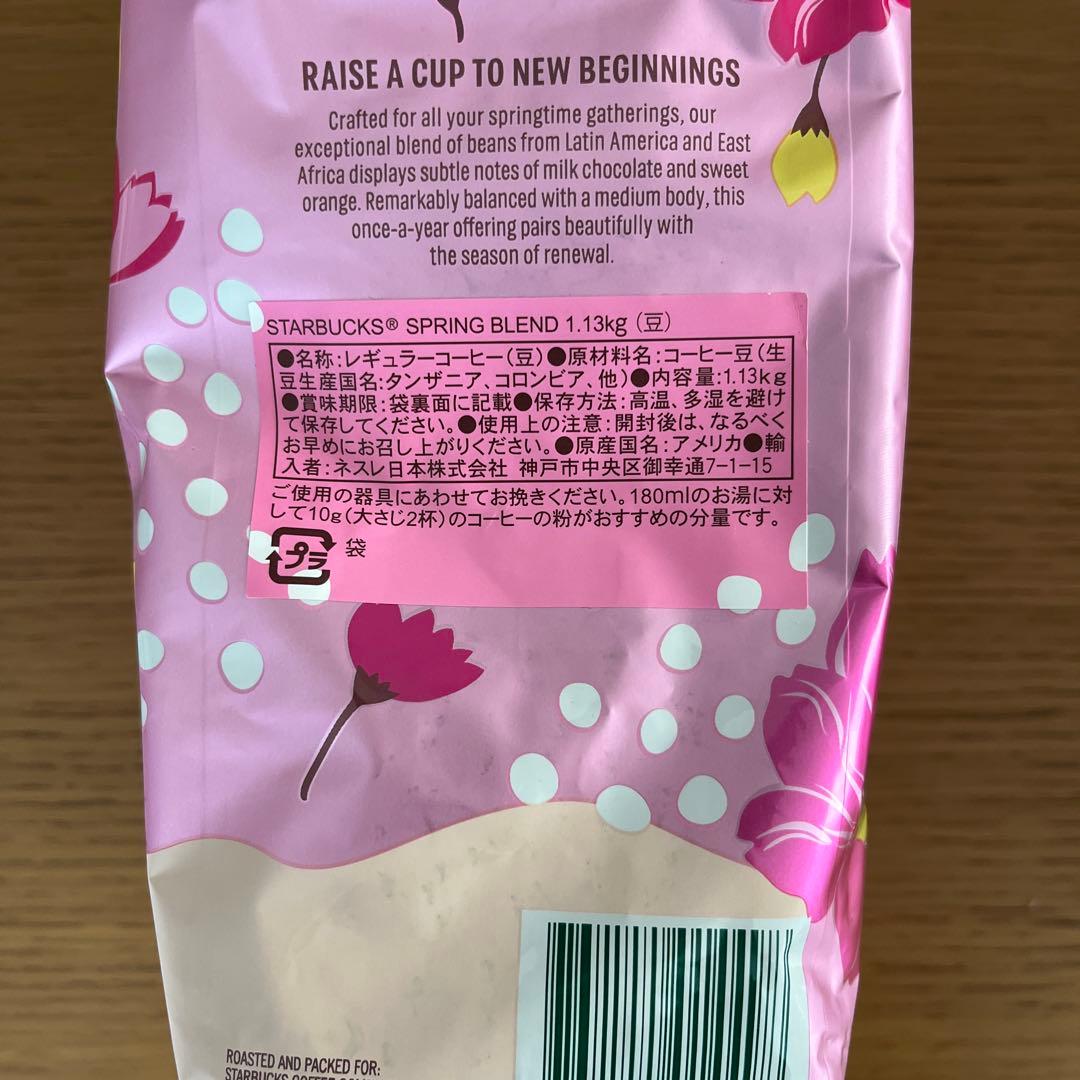 RAISE A CUP TO NEW BEGINNINGS
Crafted for all your springtime gatherings, our
exceptional blend of beans from Latin America and East
Africa displays subtle notes of milk chocolate and sweet
orange. Remarkably balanced with a medium body, this
once-a-year offering pairs beautifully with
the season of renewal.
STARBUCKS® SPRING BLEND 1.13kg（豆）
●名称：レギュラーコーヒー（豆）●原材料名：コーヒー豆（生
豆生産国名：タンザニア、コロンビア、他）●内容量：1.13kg
●賞味期限：袋裏面に記載●保存方法：高温、多湿を避け
て保存してください。●使用上の注意：開封後は、なるべく
お早めにお召し上がりください。●原産国名：アメリカ●輸
入者：ネスレ日本株式会社 神戸市中央区御幸通7-1-15
ご使用の器具にあわせてお挽きください。180mlのお湯に対
して10g（大さじ2杯）のコーヒーの粉がおすすめの分量です。
プラ 袋
ROASTED AND PACKED FOR:
STARBUCKS COFFEE